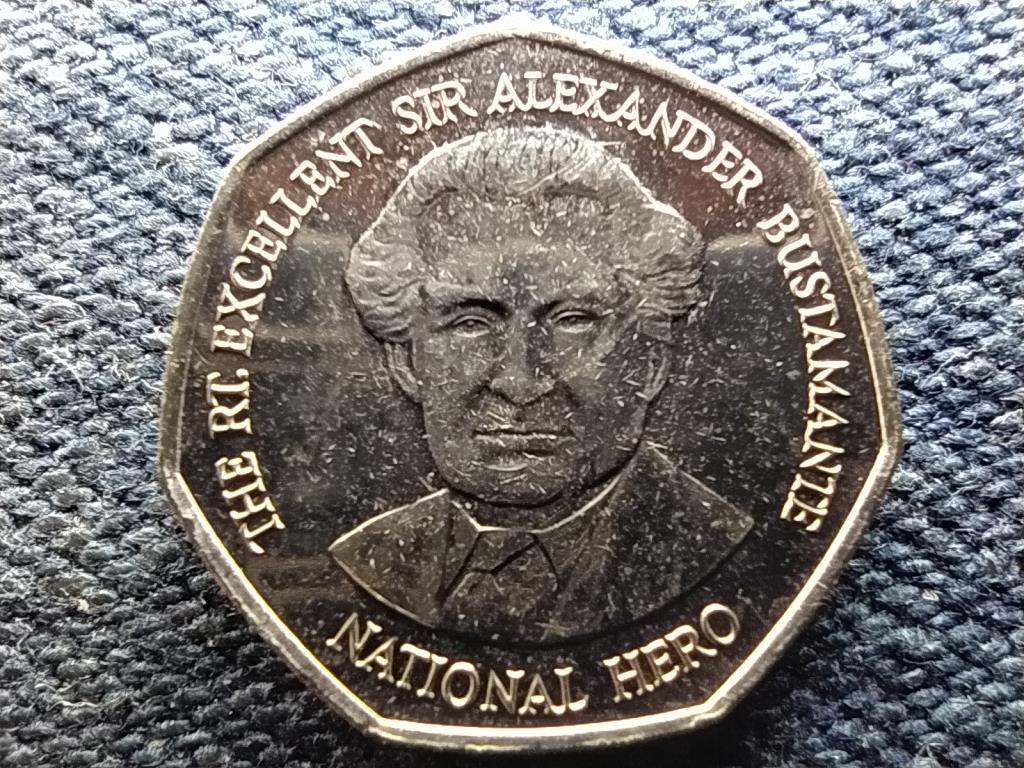 THE RT. EXCELLENT SIR ALEXANDER BUSTAMANTE
NATIONAL HERO